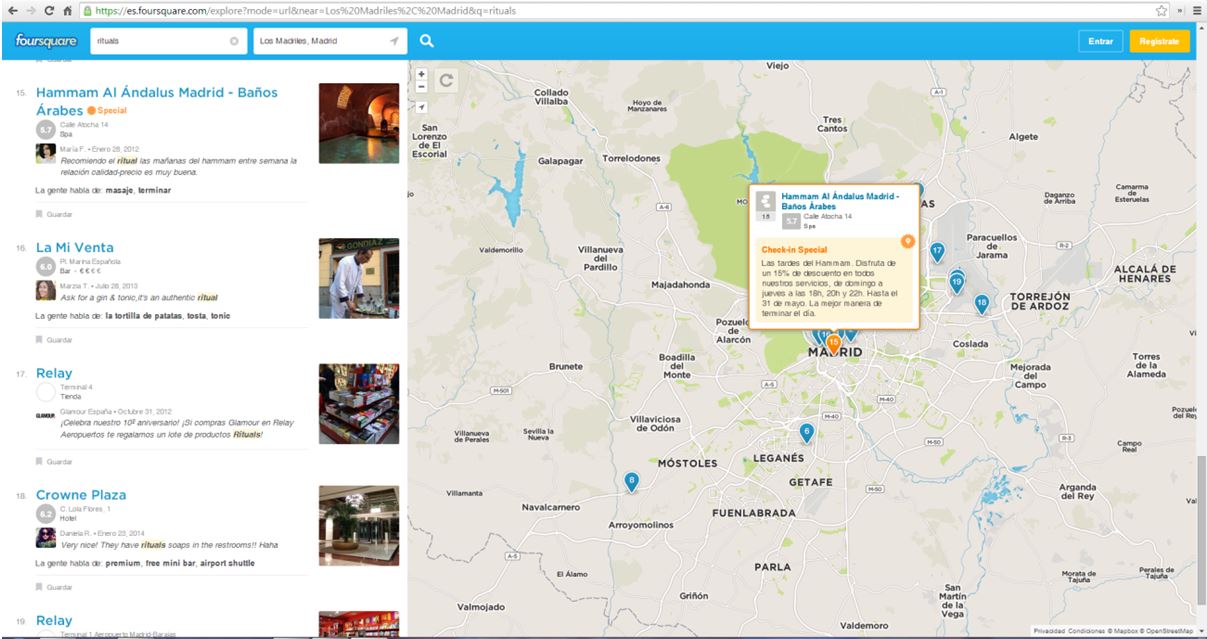 https://es.foursquare.com/explore?mode=url&near=Los%20Madriles%2C%20Madrid&q=rituals
foursquare
rituals
Los Madriles, Madrid
Entrar
Regístrate
Guardar
15.
Hammam Al Ándalus Madrid - Baños
Árabes Special
5.7
Calle Atocha 14
Spa
María F. • Enero 28, 2012
Recomiendo el ritual las mañanas del hammam entre semana la
relación calidad-precio es muy buena.
La gente habla de: masaje, terminar
Guardar
16.
La Mi Venta
6.0
Pl. Marina Española
Bar - €€€€
Marzia T. • Julio 28, 2013
Ask for a gin & tonic,it's an authentic ritual
La gente habla de: la tortilla de patatas, tosta, tonic
Guardar
17.
Relay
Terminal 4
Tienda
GLAMOUR
Glamour España • Octubre 31, 2012
¡Celebra nuestro 10º aniversario! ¡Si compras Glamour en Relay
Aeropuertos te regalamos un lote de productos Rituals!
Guardar
18.
Crowne Plaza
6.2
C. Lola Flores, 1
Hotel
Daniela R. • Enero 23, 2014
Very nice! They have rituals soaps in the restrooms!! Haha
La gente habla de: premium, free mini bar, airport shuttle
Guardar
19.
Relay
Terminal 1 Aeropuerto Madrid-Barajas
Viejo
Collado
Villalba
Hoyo de
Manzanares
A-1
San
Lorenzo
de El
Escorial
Tres
Cantos
Algete
Galapagar
Torrelodones
Camarma
de
Esteruelas
Daganzo
de Arriba
A-6
MO
AS
Hammam Al Ándalus Madrid -
Baños Árabes
15
5.7
Calle Atocha 14
Spa
Check-in Special
Las tardes del Hammam. Disfruta de
un 15% de descuento en todos
nuestros servicios, de domingo a
jueves a las 18h, 20h y 22h. Hasta el
31 de mayo. La mejor manera de
terminar el día.
Valdemorillo
Villanueva
del
Pardillo
17
Paracuellos
de
Jarama
R-2
ALCALÁ DE
HENARES
Majadahonda
19
18
TORREJÓN
DE ARDOZ
Pozuelo
de
Alarcón
15
MADRID
Coslada
Boadilla
del
Monte
Brunete
Mejorada
del
Campo
Torres
de la
Alameda
A-5
M-501
M-40
M-40
Villaviciosa
de Odón
Villanueva
de Perales
Sevilla la
Nueva
6
M-50
R-3
Campo
Real
Pozuelo
del Rey
LEGANÉS
MÓSTOLES
8
GETAFE
M-50
Arganda
del Rey
Villamanta
Navalcarnero
FUENLABRADA
Arroyomolinos
A-5
El Álamo
PARLA
Griñón
Valmojado
San
Martín
de la
Vega
Morata de
Tajuña
Perales de
Tajuña
Valdemoro
Privacidad Condiciones © Mapbox © OpenStreetMap